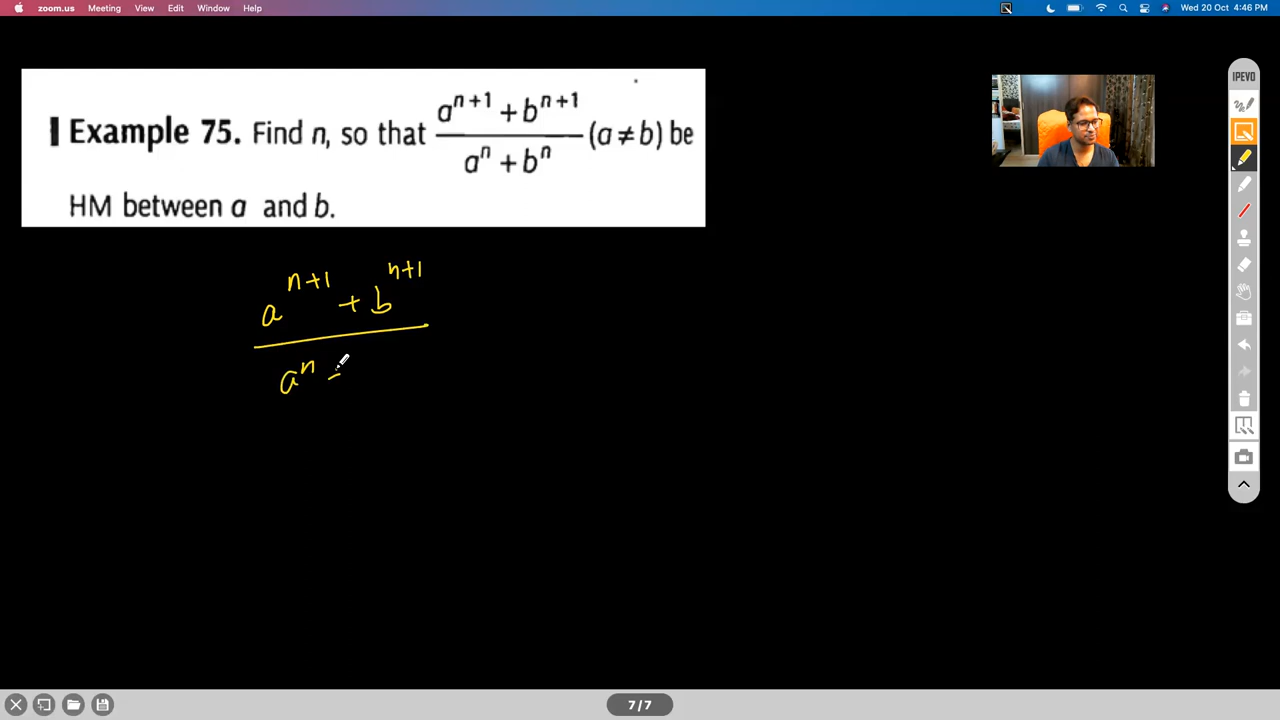 zoom.us Meeting View Edit Window Help Wed 20 Oct 4:46 PM
IPEVO
Example 75. Find n, so that \frac{a^{n+1} + b^{n+1}}{a^n + b^n} (a ≠ b) be
HM between a and b.
a^{n+1} + b^{n+1}
a^n -
7/7